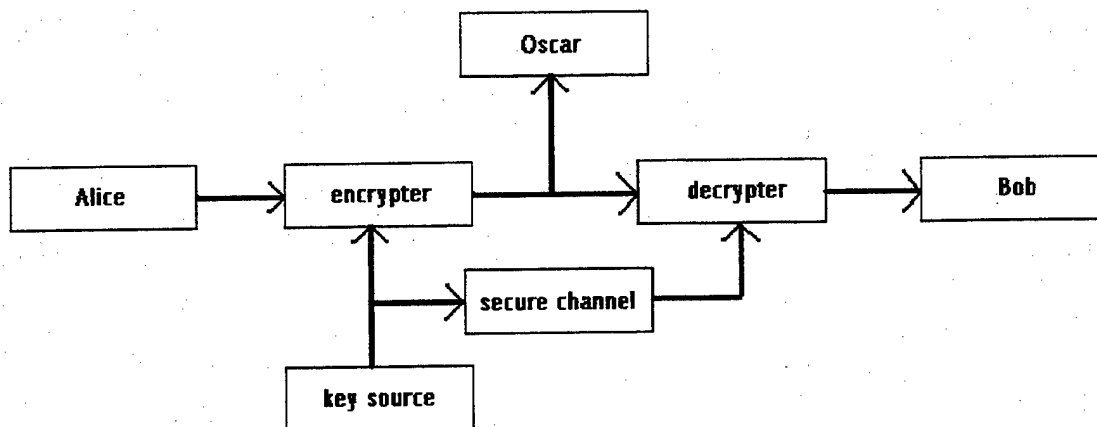 Oscar
Alice
encrypter
decrypter
Bob
secure channel
key source